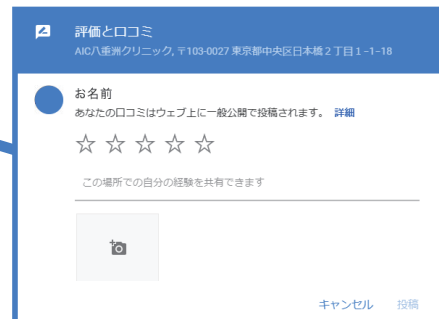 評価と口コミ
AIC八重洲クリニック, 〒103-0027 東京都中央区日本橋２丁目１-1-18
お名前
あなたの口コミはウェブ上に一般公開で投稿されます。 詳細
この場所での自分の経験を共有できます
キャンセル 投稿